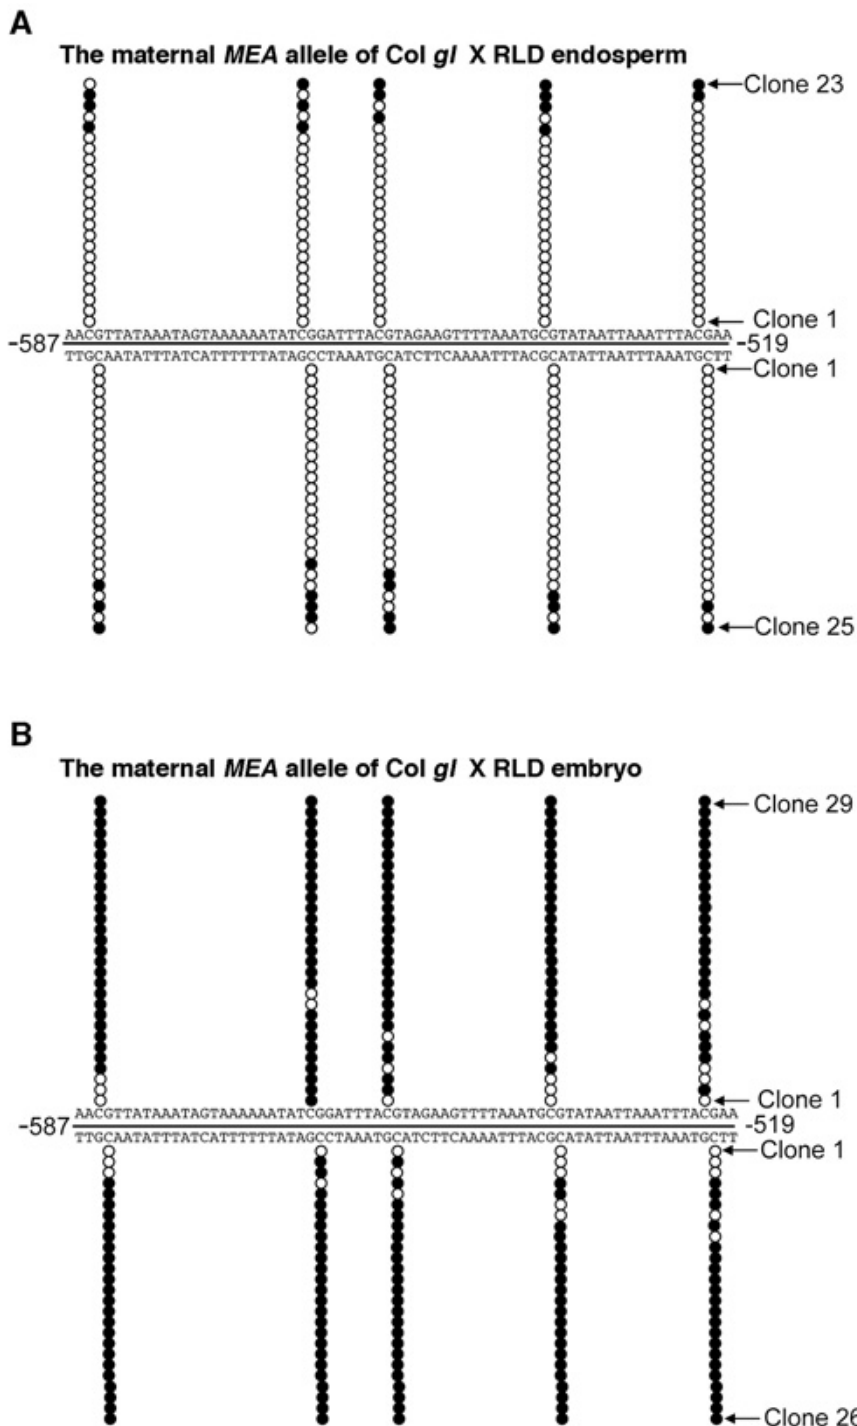 A
The maternal MEA allele of Col gl X RLD endosperm
Clone 23
Clone 1
AACGTTATAAATAGTAAAAAATATCGGATTTACGTAGAAGTTTTAAATGCGTATAATTAAATTTACGAA
-587 -519
TTGCAATATTTATCATTTTTTATAGCCTAAATGCATCTTCAAAATTTACGCATATTAATTTAAATGCTT
Clone 1
Clone 25
B
The maternal MEA allele of Col gl X RLD embryo
Clone 29
Clone 1
AACGTTATAAATAGTAAAAAATATCGGATTTACGTAGAAGTTTTAAATGCGTATAATTAAATTTACGAA
-587 -519
TTGCAATATTTATCATTTTTTATAGCCTAAATGCATCTTCAAAATTTACGCATATTAATTTAAATGCTT
Clone 1
Clone 26